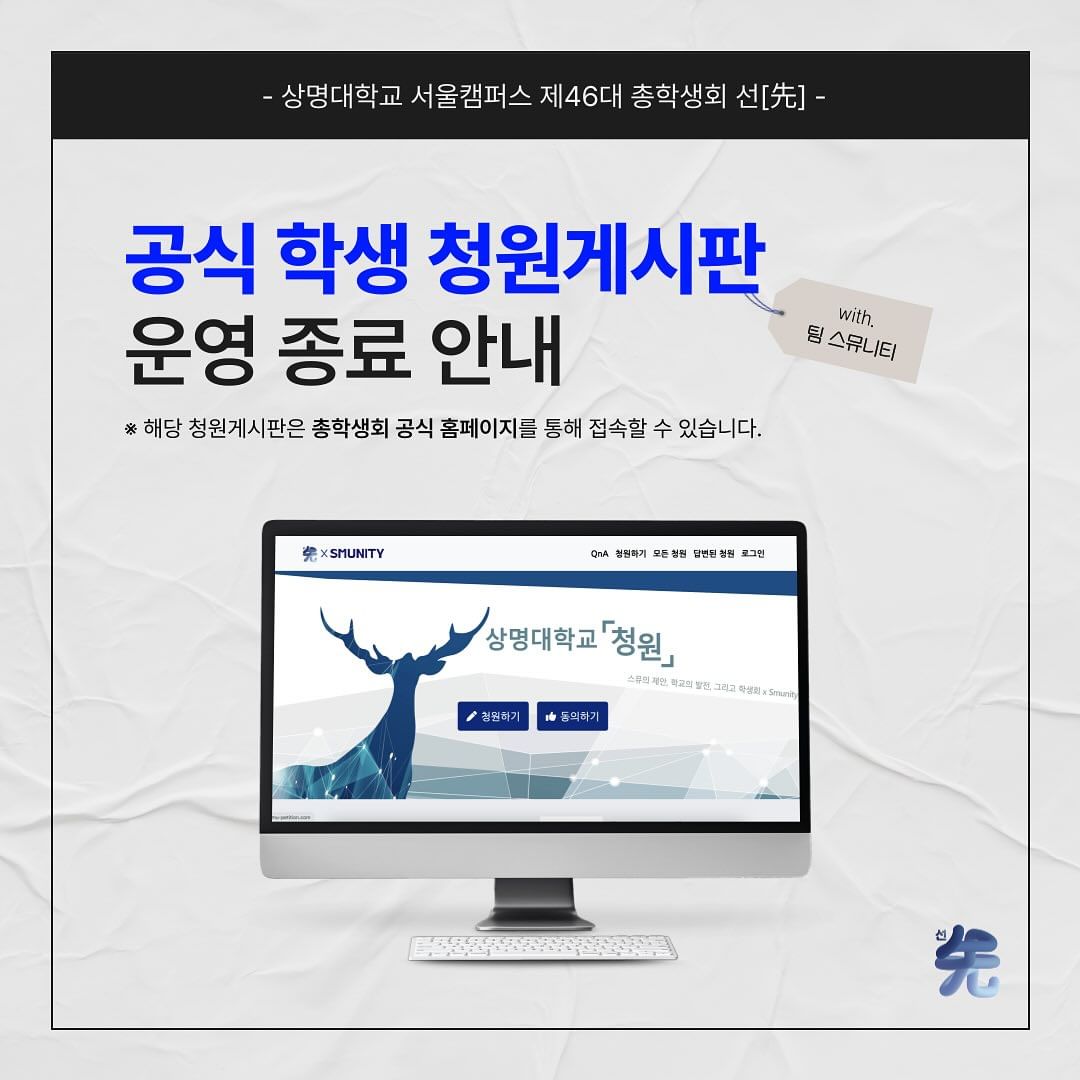 - 상명대학교 서울캠퍼스 제46대 총학생회 선[先] -
공식 학생 청원게시판
with.
팀 스뮤니티
운영 종료 안내
※ 해당 청원게시판은 총학생회 공식 홈페이지를 통해 접속할 수 있습니다.
先 X SMUNITY
QnA 청원하기 모든 청원 답변된 청원 로그인
상명대학교 「청원」
스뮤의 제안, 학교의 발전, 그리고 학생회 x Smunity
청원하기 동의하기
petition.com
선
先